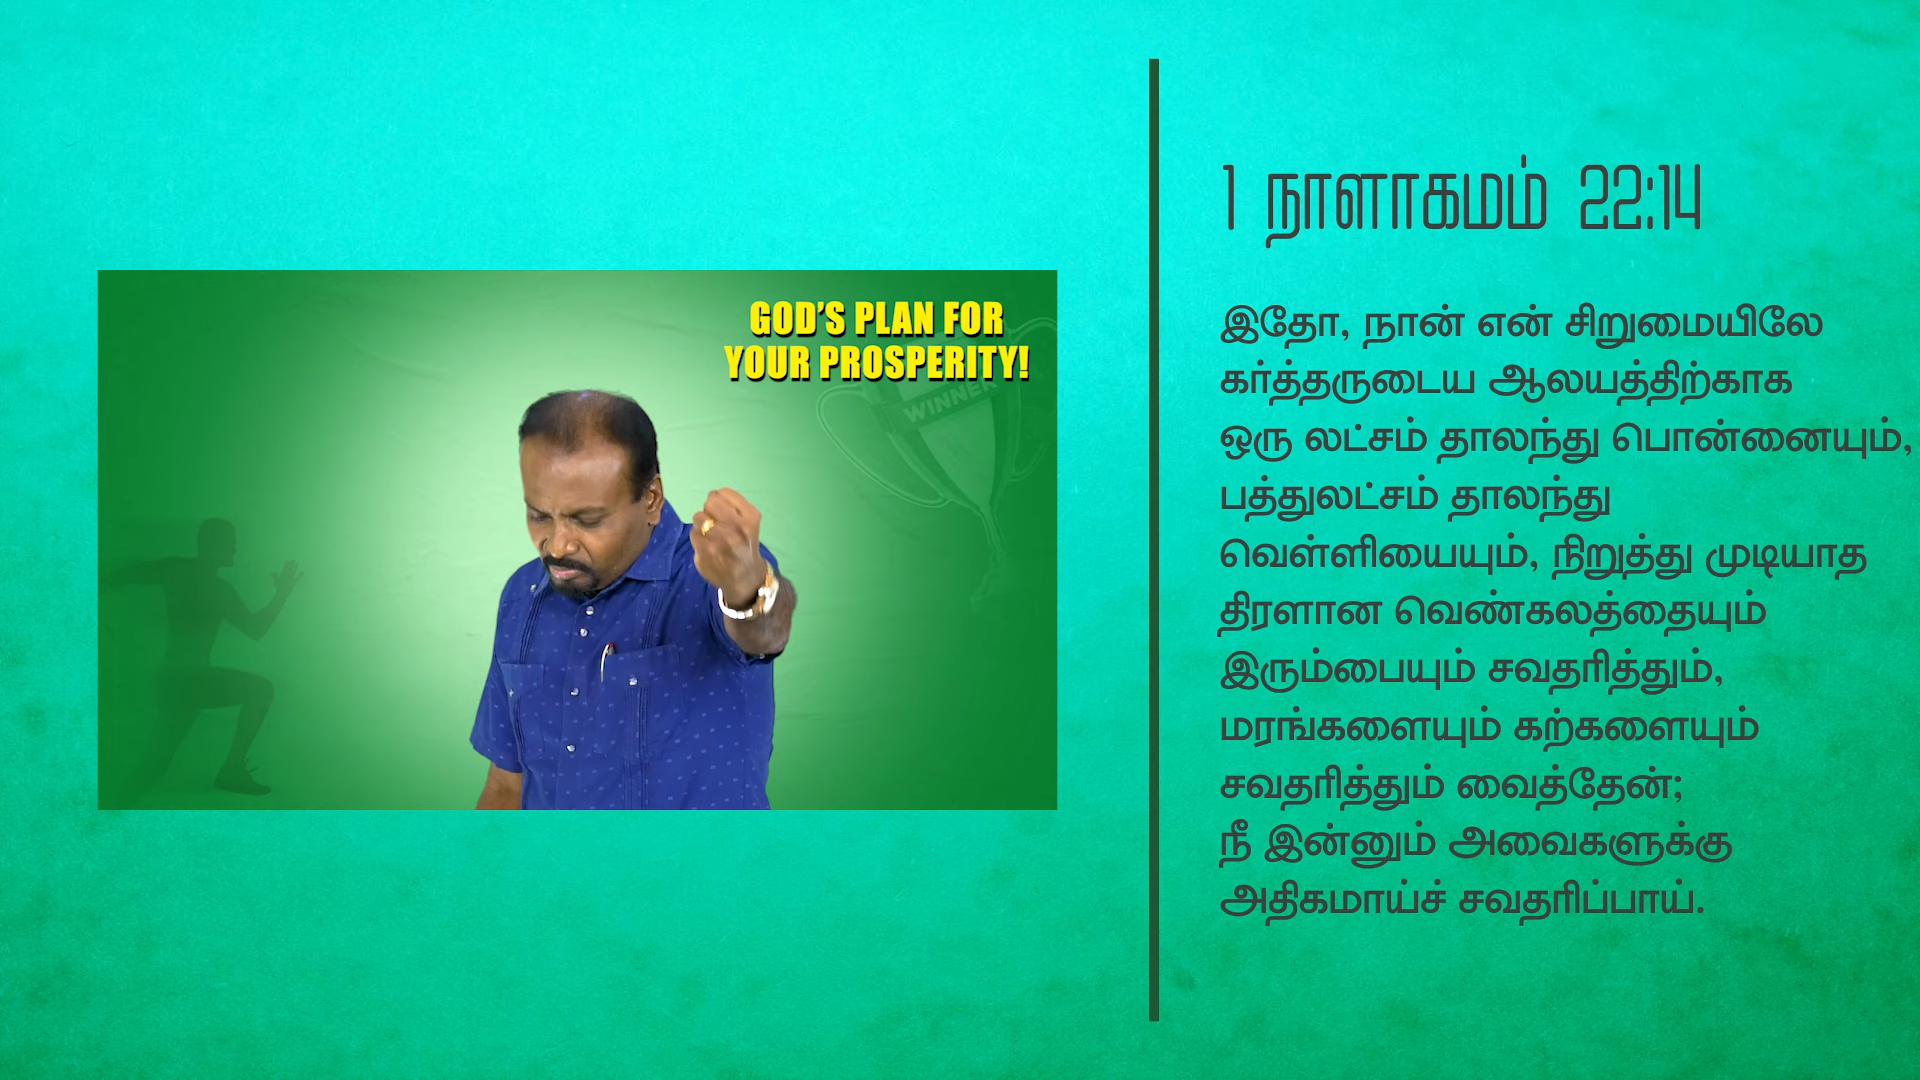 GOD'S PLAN FOR
YOUR PROSPERITY!
WINNER
1 நாளாகமம் 22:14
இதோ, நான் என் சிறுமையிலே
கர்த்தருடைய ஆலயத்திற்காக
ஒரு லட்சம் தாலந்து பொன்னையும்,
பத்துலட்சம் தாலந்து
வெள்ளியையும், நிறுத்து முடியாத
திரளான வெண்கலத்தையும்
இரும்பையும் சவதரித்தும்,
மரங்களையும் கற்களையும்
சவதரித்தும் வைத்தேன்;
நீ இன்னும் அவைகளுக்கு
அதிகமாய்ச் சவதரிப்பாய்.